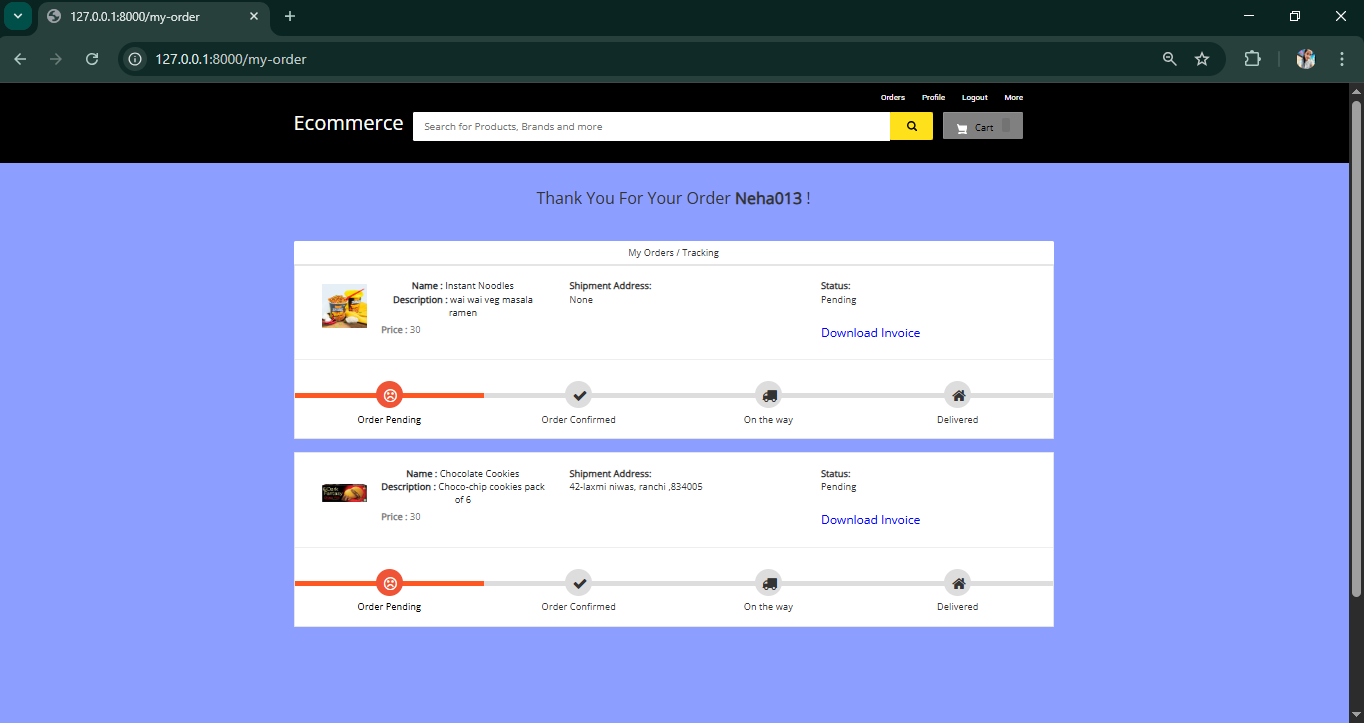 127.0.0.1:8000/my-order
127.0.0.1:8000/my-order
Orders Profile Logout More
Ecommerce Search for Products, Brands and more Cart
Thank You For Your Order Neha013 !
My Orders / Tracking
Name : Instant Noodles
Description : wai wai veg masala
ramen
Price : 30
Shipment Address:
None
Status:
Pending
Download Invoice
Order Pending Order Confirmed On the way Delivered
Name : Chocolate Cookies
Description : Choco-chip cookies pack
of 6
Price : 30
Shipment Address:
42-laxmi niwas, ranchi ,834005
Status:
Pending
Download Invoice
Order Pending Order Confirmed On the way Delivered